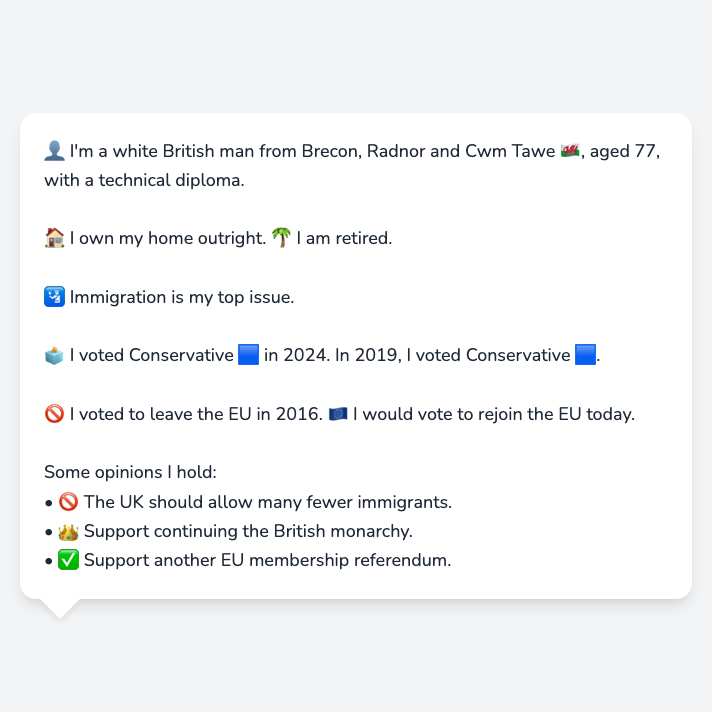 👤 I'm a white British man from Brecon, Radnor and Cwm Tawe 🏴󠁧󠁢󠁷󠁬󠁳󠁿, aged 77,
with a technical diploma.
🏠 I own my home outright. 🌴 I am retired.
🛂 Immigration is my top issue.
🗳️ I voted Conservative 🟦 in 2024. In 2019, I voted Conservative 🟦.
🚫 I voted to leave the EU in 2016. 🇪🇺 I would vote to rejoin the EU today.
Some opinions I hold:
• 🚫 The UK should allow many fewer immigrants.
• 👑 Support continuing the British monarchy.
• ✅ Support another EU membership referendum.